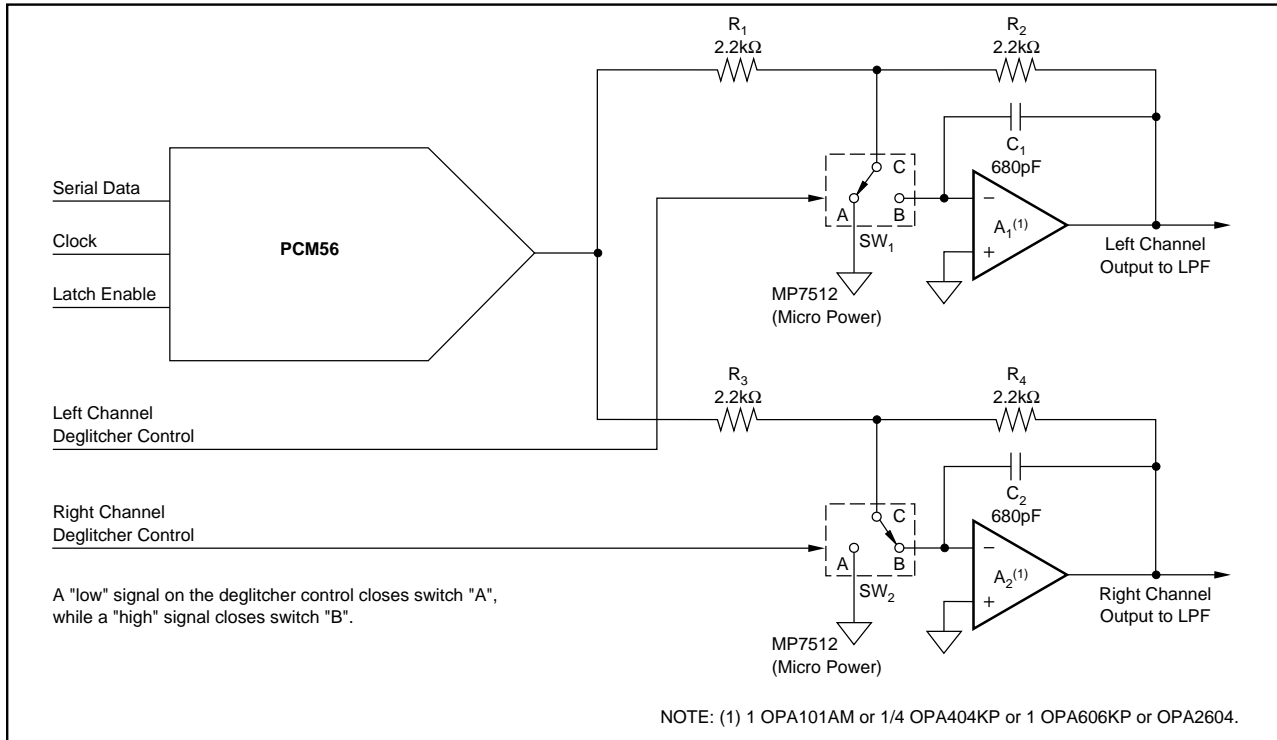 R1
2.2kΩ
R2
2.2kΩ
C1
680pF
Serial Data
Clock
Latch Enable
PCM56
C
A
B
SW1
−
A1(1)
+
Left Channel
Output to LPF
MP7512
(Micro Power)
R3
2.2kΩ
R4
2.2kΩ
Left Channel
Deglitcher Control
C2
680pF
Right Channel
Deglitcher Control
C
A
B
SW2
−
A2(1)
+
Right Channel
Output to LPF
A "low" signal on the deglitcher control closes switch "A",
while a "high" signal closes switch "B".
MP7512
(Micro Power)
NOTE: (1) 1 OPA101AM or 1/4 OPA404KP or 1 OPA606KP or OPA2604.